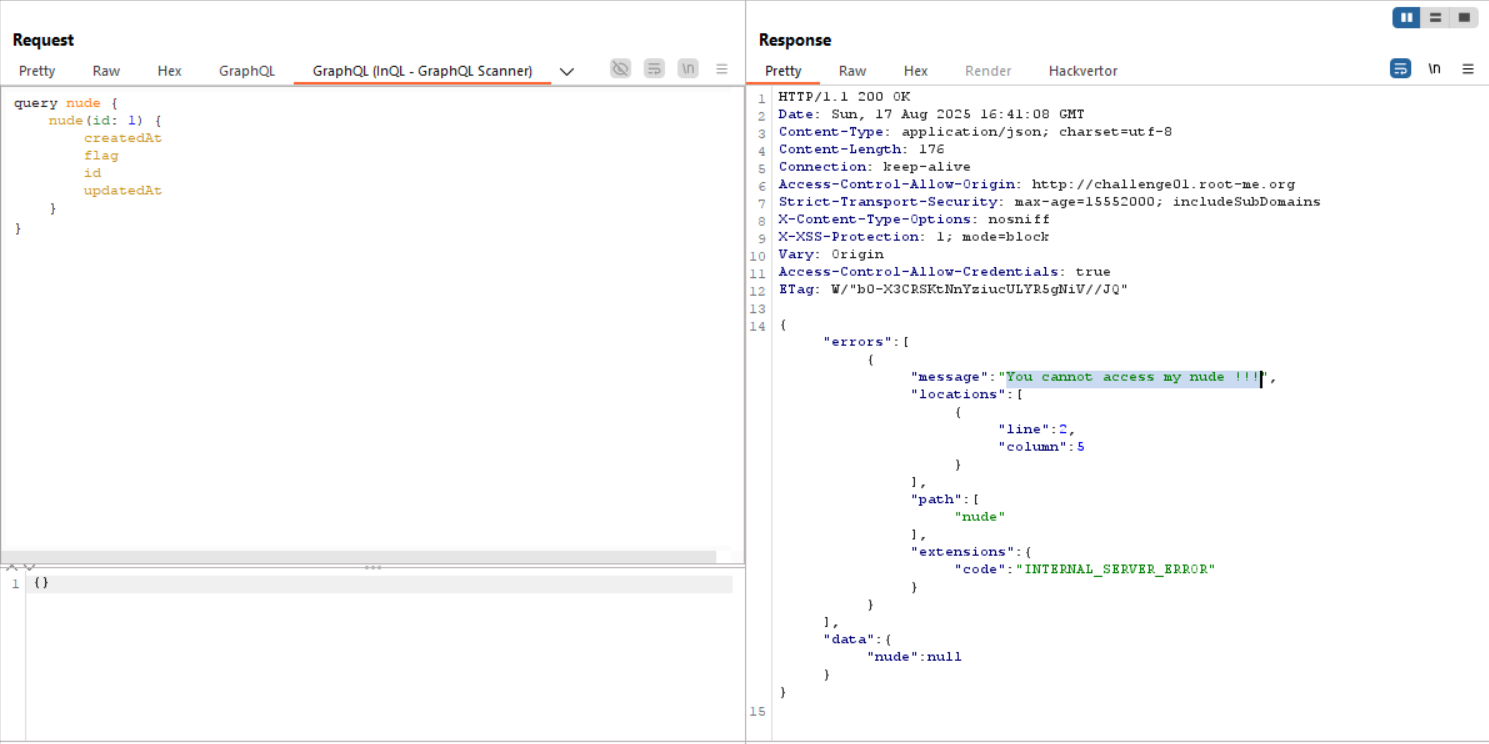 Request
Pretty Raw Hex GraphQL GraphQL (InQL - GraphQL Scanner) \n
query nude {
nude(id: 1) {
createdAt
flag
id
updatedAt
}
}
1 {}
Response
Pretty Raw Hex Render Hackvertor \n
1 HTTP/1.1 200 OK
2 Date: Sun, 17 Aug 2025 16:41:08 GMT
3 Content-Type: application/json; charset=utf-8
4 Content-Length: 176
5 Connection: keep-alive
6 Access-Control-Allow-Origin: http://challenge01.root-me.org
7 Strict-Transport-Security: max-age=15552000; includeSubDomains
8 X-Content-Type-Options: nosniff
9 X-XSS-Protection: 1; mode=block
10 Vary: Origin
11 Access-Control-Allow-Credentials: true
12 ETag: W/"b0-X3CRSKtNnYziucULYR5gNiV//JQ"
13
14 {
"errors":[
{
"message":"You cannot access my nude !!!",
"locations":[
{
"line":2,
"column":5
}
],
"path":[
"nude"
],
"extensions":{
"code":"INTERNAL_SERVER_ERROR"
}
}
],
"data":{
"nude":null
}
}
15